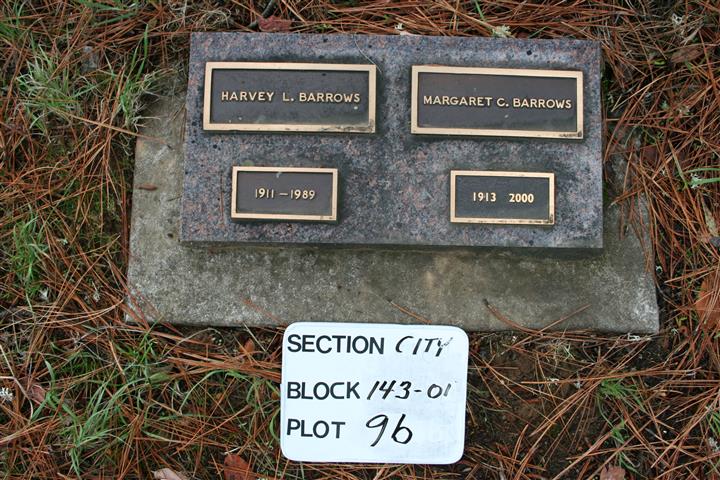 HARVEY L. BARROWS
MARGARET C. BARROWS
1911 - 1989
1913 2000
SECTION CITY
BLOCK 143-01
PLOT 96